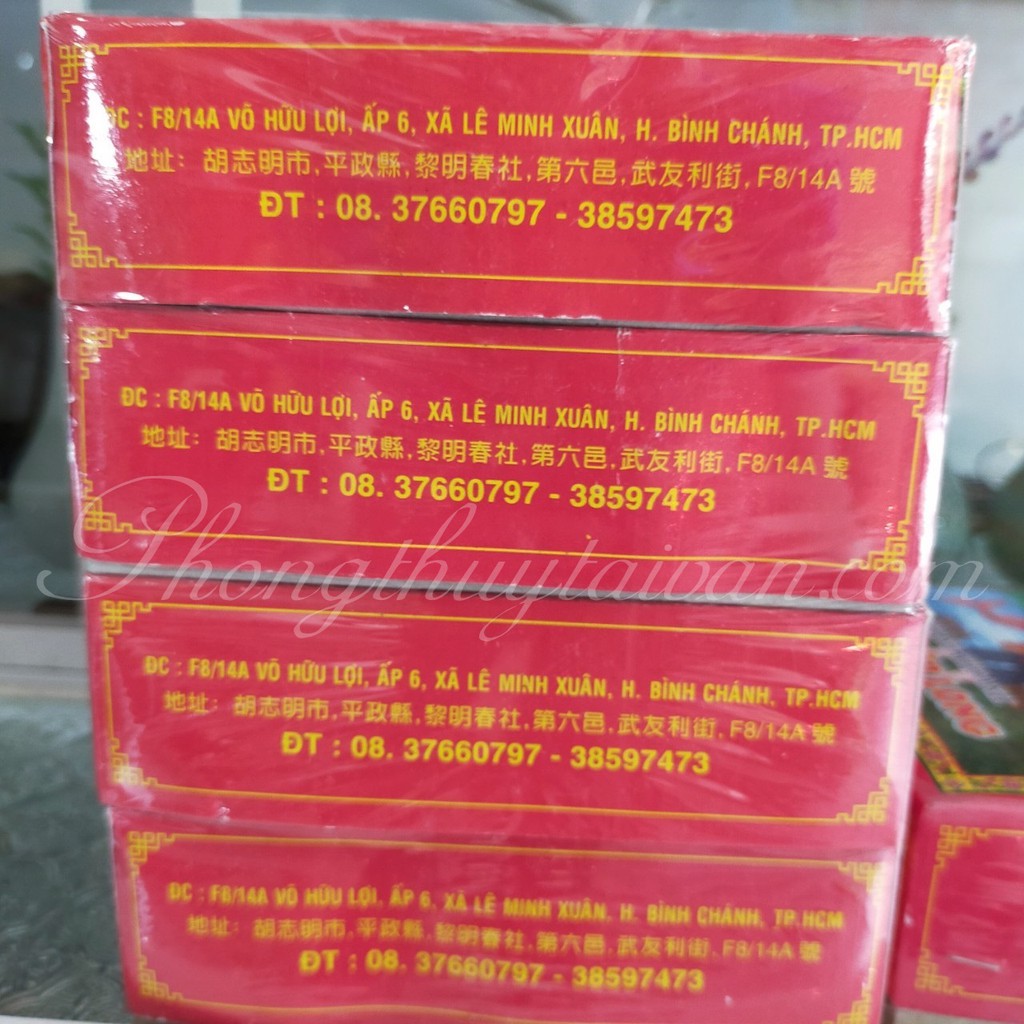 ĐC : F8/14A VÕ HỮU LỢI, ẤP 6, XÃ LÊ MINH XUÂN, H. BÌNH CHÁNH, TP.HCM
地址: 胡志明市,平政縣,黎明春社,第六邑,武友利街,F8/14A 號
ĐT : 08. 37660797 - 38597473
ĐC : F8/14A VÕ HỮU LỢI, ẤP 6, XÃ LÊ MINH XUÂN, H. BÌNH CHÁNH, TP.HCM
地址: 胡志明市,平政縣,黎明春社,第六邑,武友利街,F8/14A 號
ĐT : 08. 37660797 - 38597473
Phongthuytaivan.com
ĐC : F8/14A VÕ HỮU LỢI, ẤP 6, XÃ LÊ MINH XUÂN, H. BÌNH CHÁNH, TP.HCM
地址: 胡志明市,平政縣,黎明春社,第六邑,武友利街,F8/14A 號
ĐT : 08. 37660797 - 38597473
ĐC : F8/14A VÕ HỮU LỢI, ẤP 6, XÃ LÊ MINH XUÂN, H. BÌNH CHÁNH, TP.HCM
地址: 胡志明市,平政縣,黎明春社,第六邑,武友利街,F8/14A 號
ĐT : 08. 37660797 - 38597473